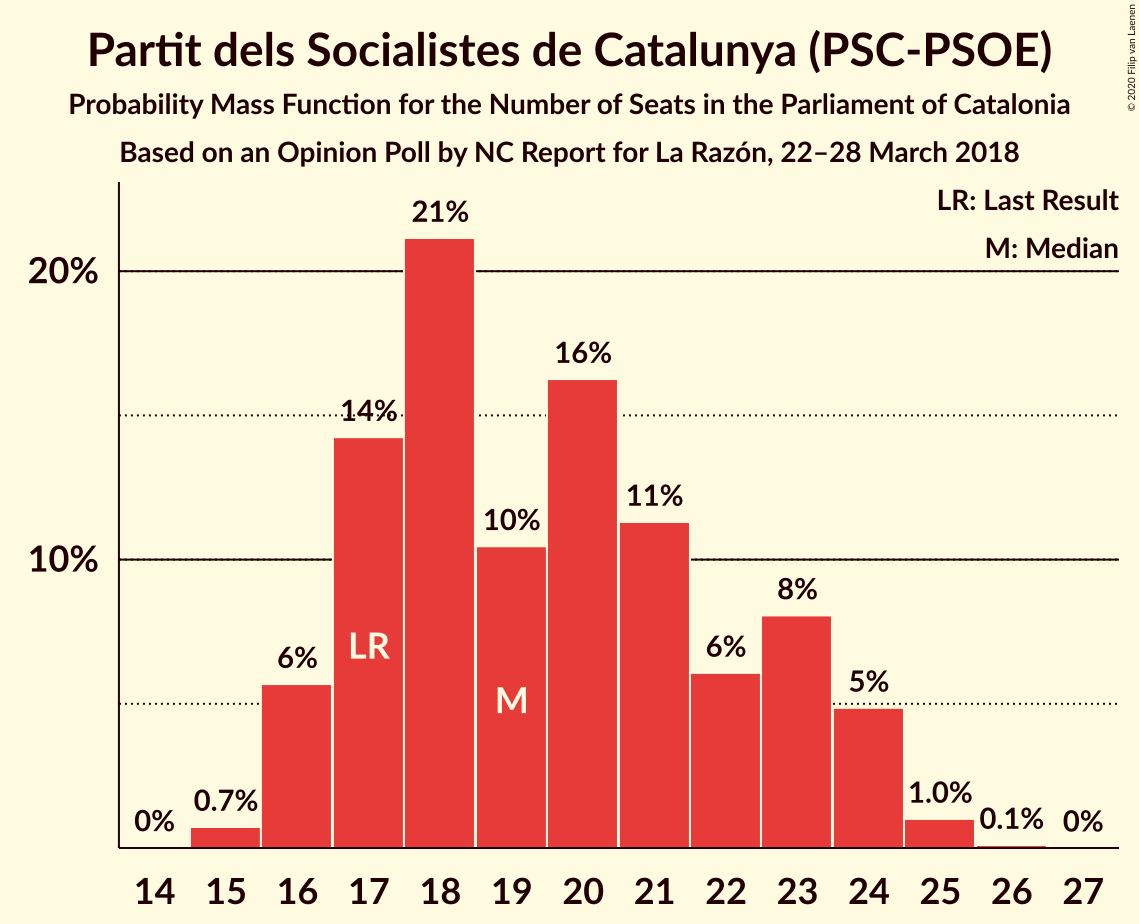 Partit dels Socialistes de Catalunya (PSC-PSOE)
Probability Mass Function for the Number of Seats in the Parliament of Catalonia
Based on an Opinion Poll by NC Report for La Razón, 22–28 March 2018
© 2020 Filip van Laenen
LR: Last Result
M: Median
20%
10%
0%
0.7%
6%
14%
21%
10%
16%
11%
6%
8%
5%
1.0%
0.1%
0%
LR
M
14 15 16 17 18 19 20 21 22 23 24 25 26 27